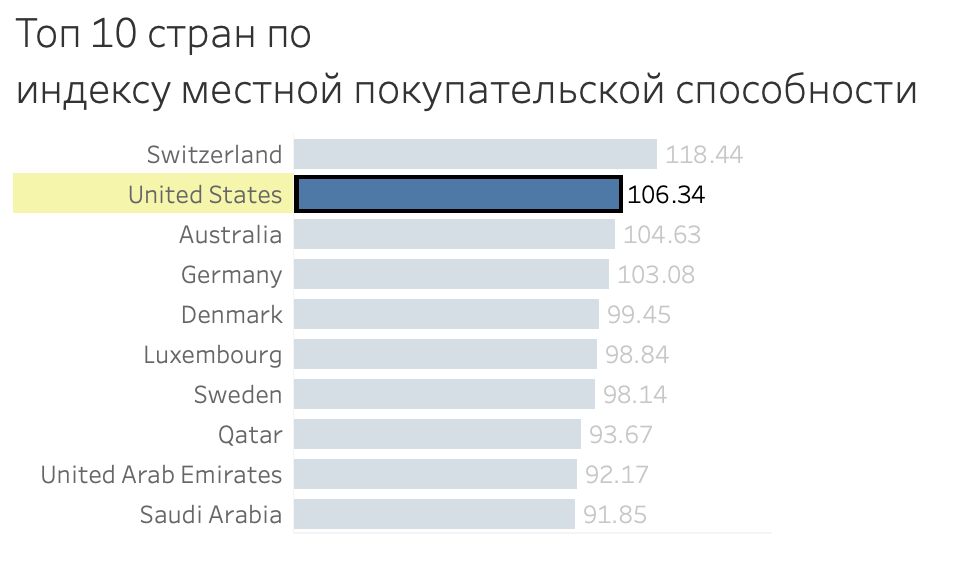 Топ 10 стран по
индексу местной покупательской способности
Switzerland 118.44
United States 106.34
Australia 104.63
Germany 103.08
Denmark 99.45
Luxembourg 98.84
Sweden 98.14
Qatar 93.67
United Arab Emirates 92.17
Saudi Arabia 91.85